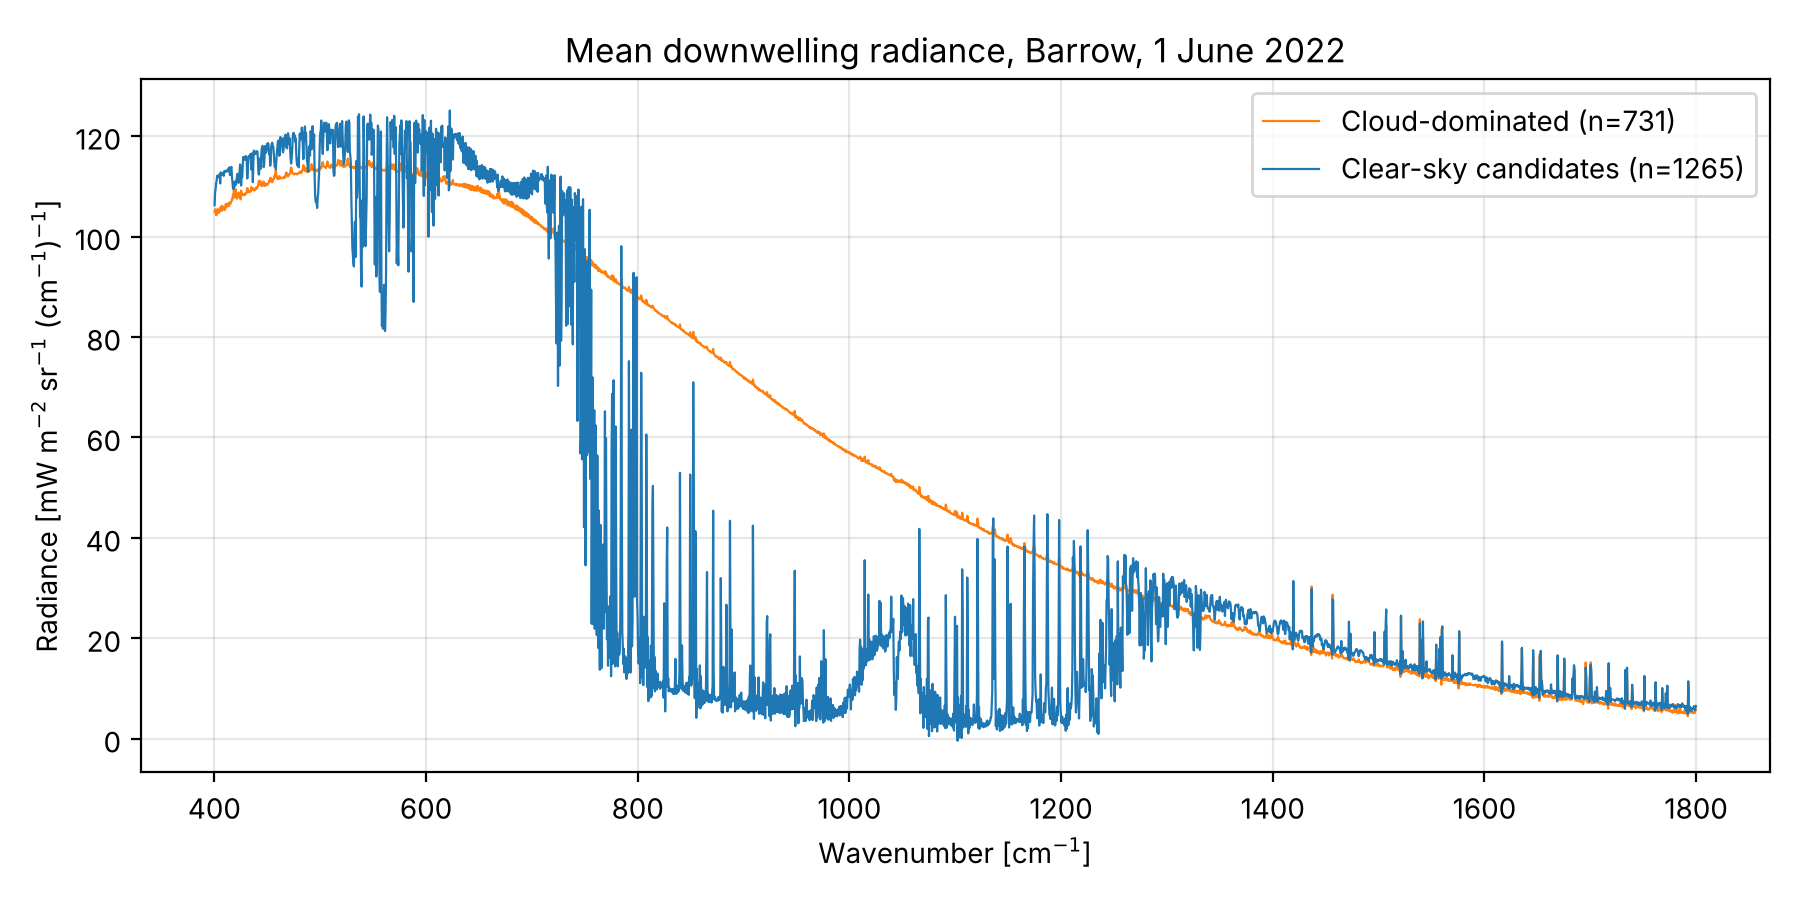 Mean downwelling radiance, Barrow, 1 June 2022
Cloud-dominated (n=731)
Clear-sky candidates (n=1265)
Radiance [mW m⁻² sr⁻¹ (cm⁻¹)⁻¹]
120
100
80
60
40
20
0
400 600 800 1000 1200 1400 1600 1800
Wavenumber [cm⁻¹]